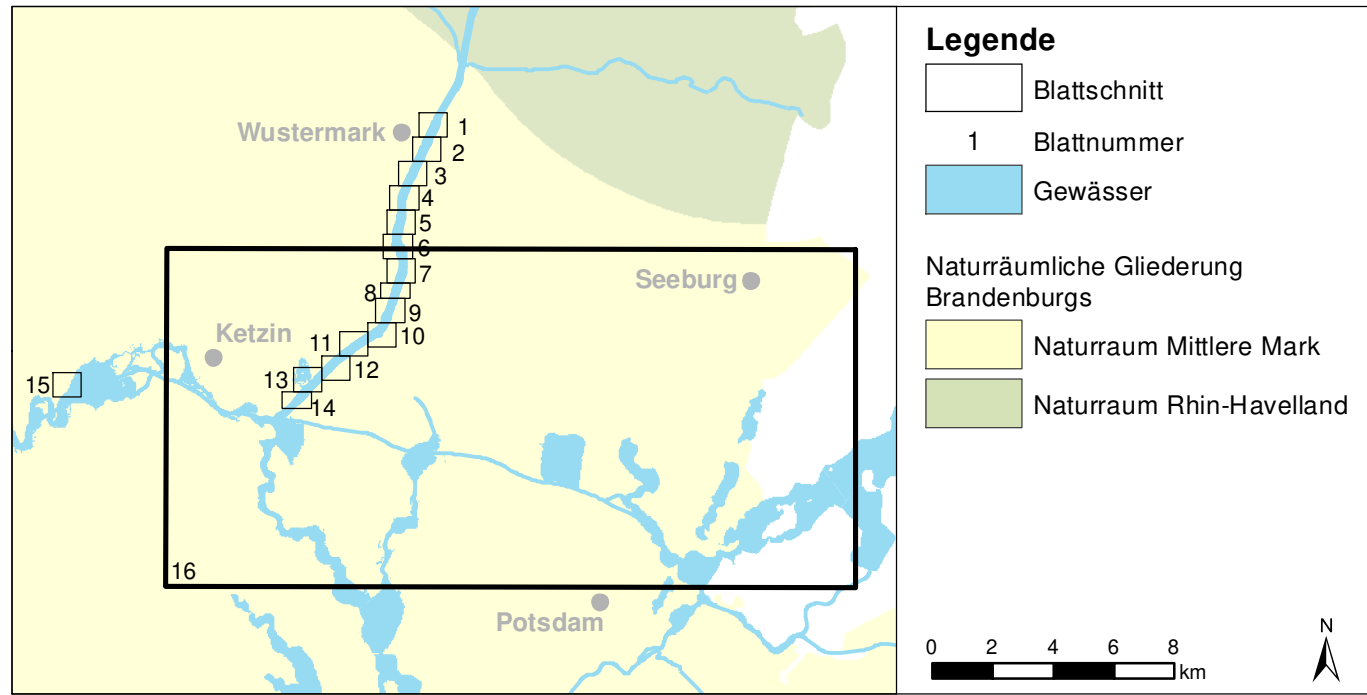 Wustermark
1
2
3
4
5
6
7
8
9
10
11
12
13
14
15
16
Seeburg
Ketzin
Potsdam
Legende
Blattschnitt
1 Blattnummer
Gewässer
Naturräumliche Gliederung
Brandenburgs
Naturraum Mittlere Mark
Naturraum Rhin-Havelland
0 2 4 6 8
km
N